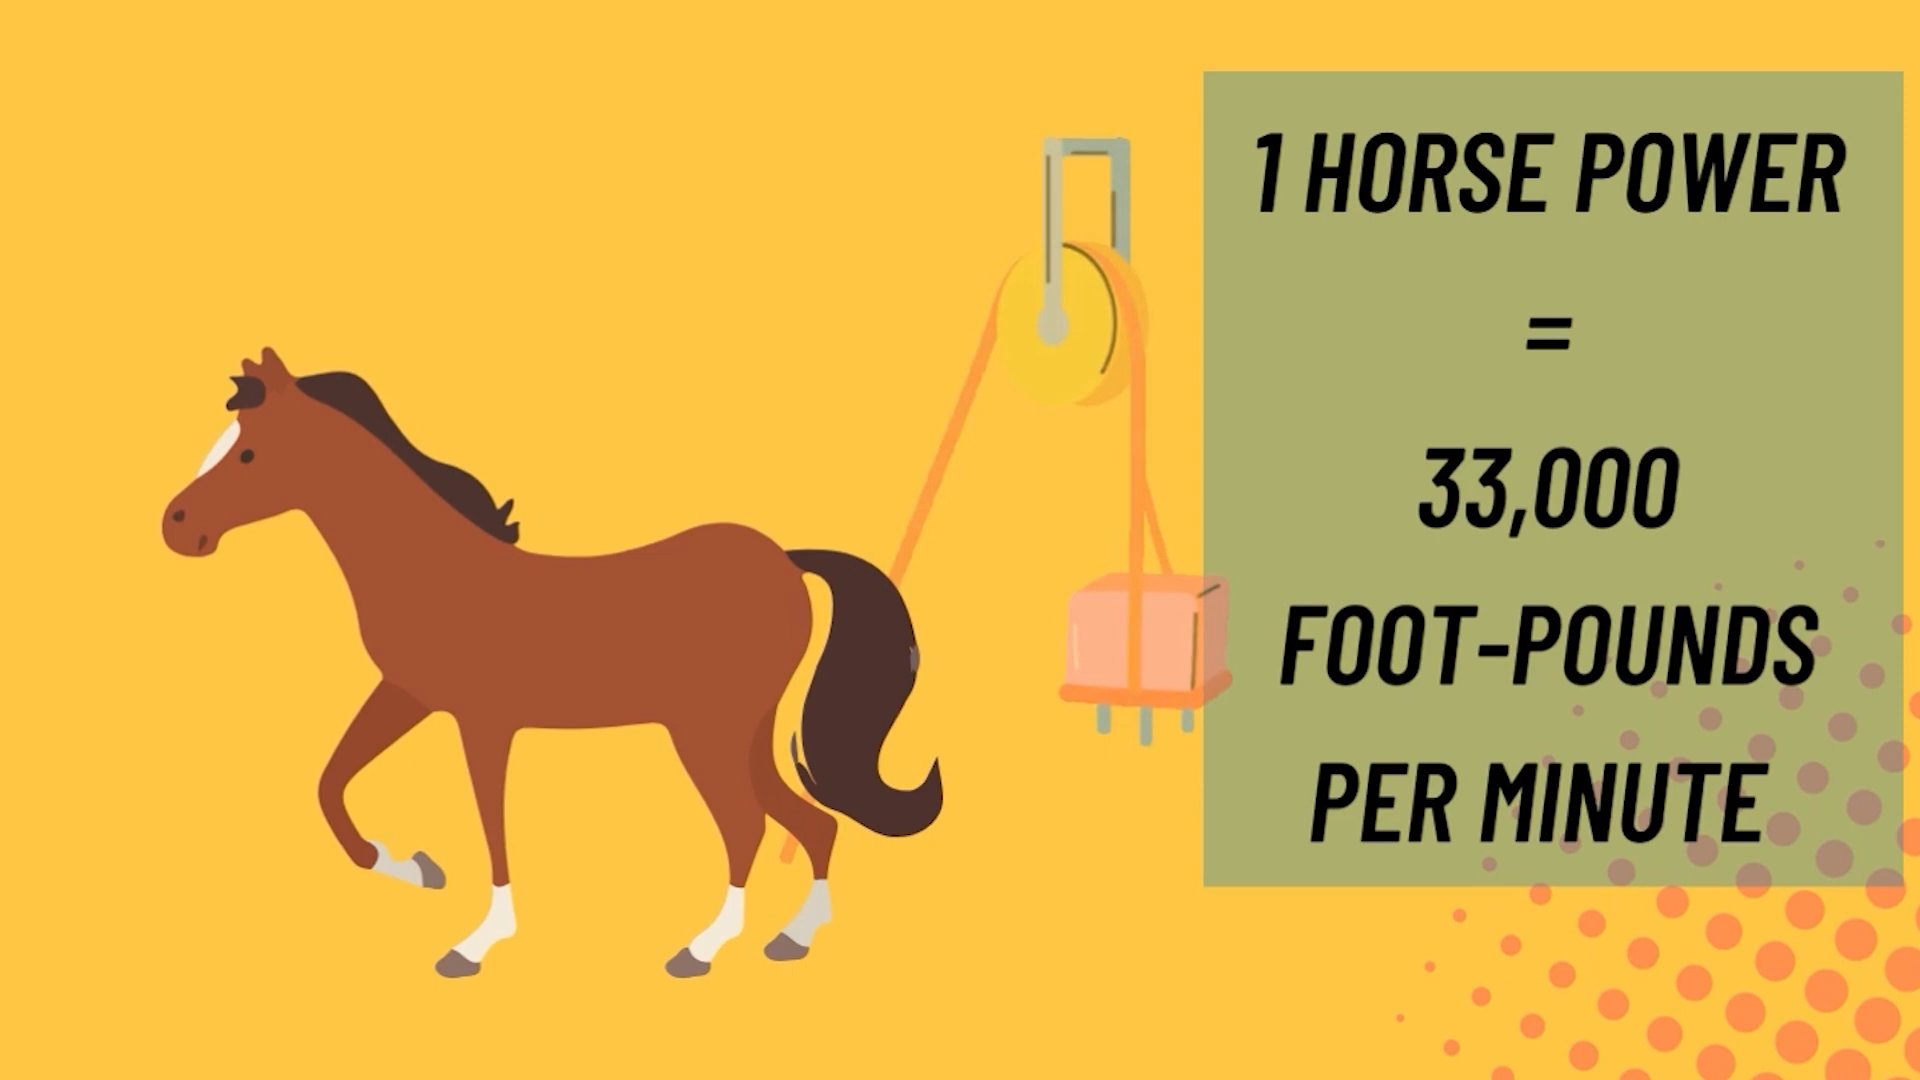 1 HORSE POWER
=
33,000
FOOT-POUNDS
PER MINUTE